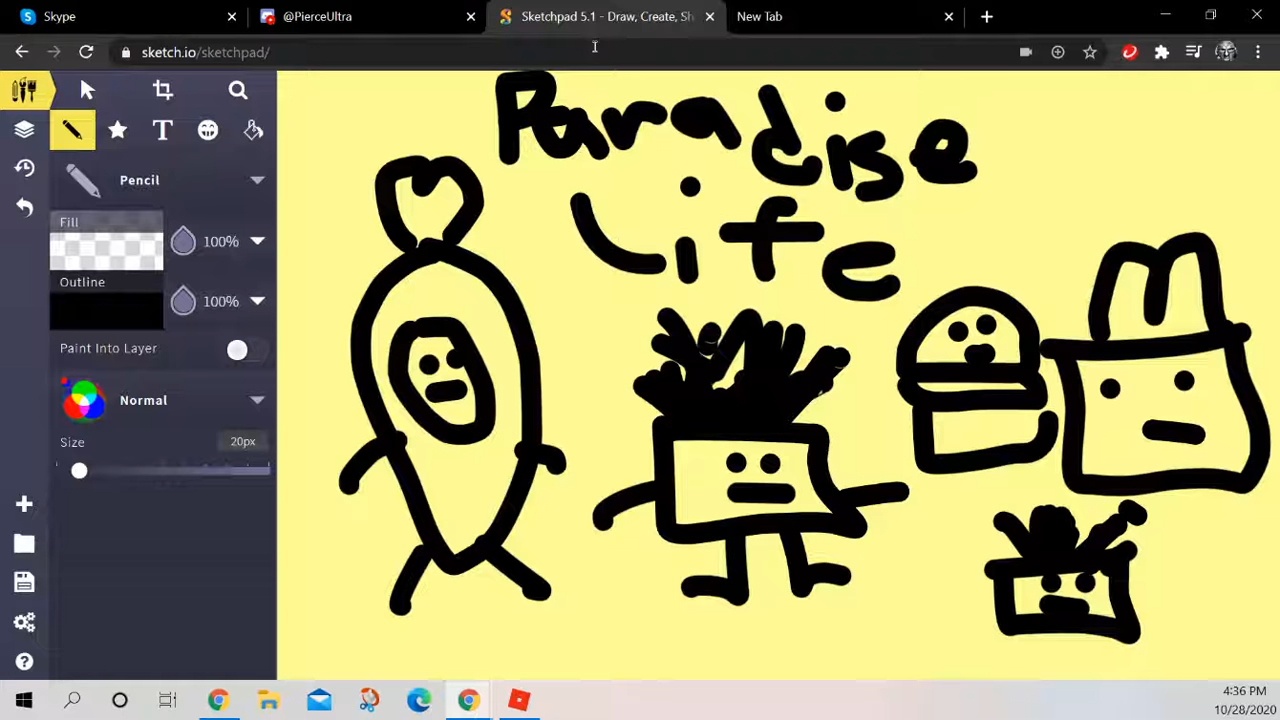 Skype
@PierceUltra
Sketchpad 5.1 - Draw, Create, Sh
New Tab
sketch.io/sketchpad/
Pencil
Fill
100%
Outline
100%
Paint Into Layer
Normal
Size
20px
Paradise
Life
4:36 PM
10/28/2020